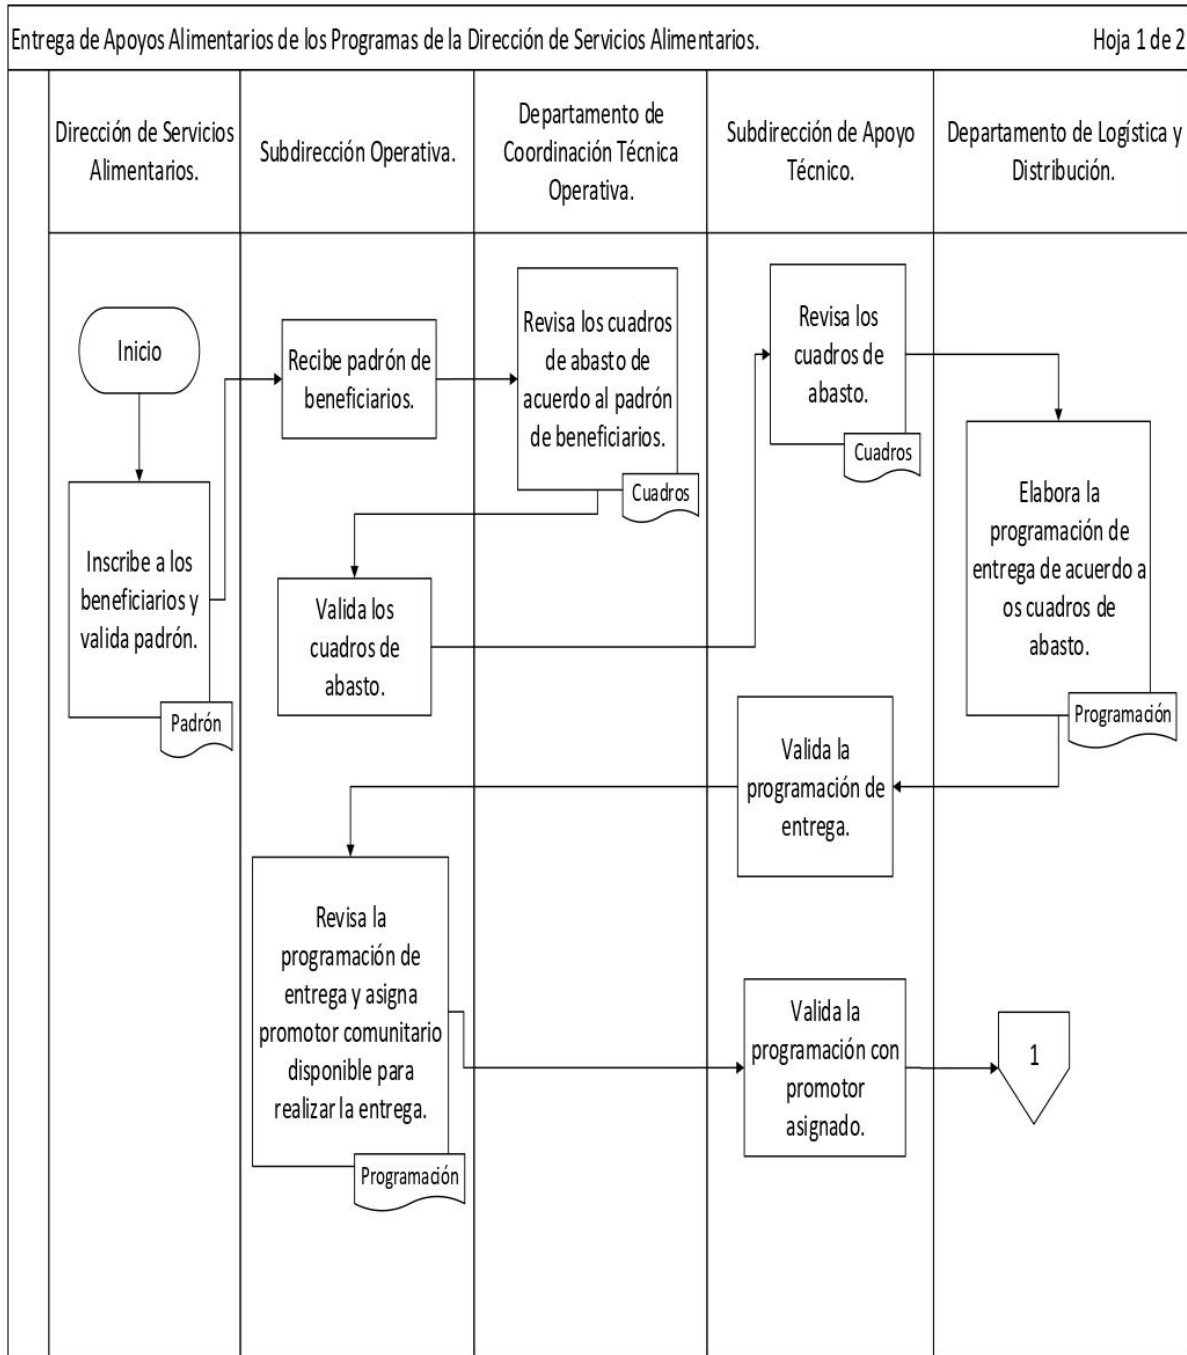 Entrega de Apoyos Alimentarios de los Programas de la Dirección de Servicios Alimentarios.
Hoja 1 de 2
Dirección de Servicios
Alimentarios.
Subdirección Operativa.
Departamento de
Coordinación Técnica
Operativa.
Subdirección de Apoyo
Técnico.
Departamento de Logística y
Distribución.
Inicio
Inscribe a los
beneficiarios y
valida padrón.
Padrón
Recibe padrón de
beneficiarios.
Revisa los cuadros
de abasto de
acuerdo al padrón
de beneficiarios.
Cuadros
Valida los
cuadros de
abasto.
Revisa los
cuadros de
abasto.
Cuadros
Elabora la
programación de
entrega de acuerdo a
os cuadros de
abasto.
Programación
Valida la
programación de
entrega.
Revisa la
programación de
entrega y asigna
promotor comunitario
disponible para
realizar la entrega.
Programación
Valida la
programación con
promotor
asignado.
1